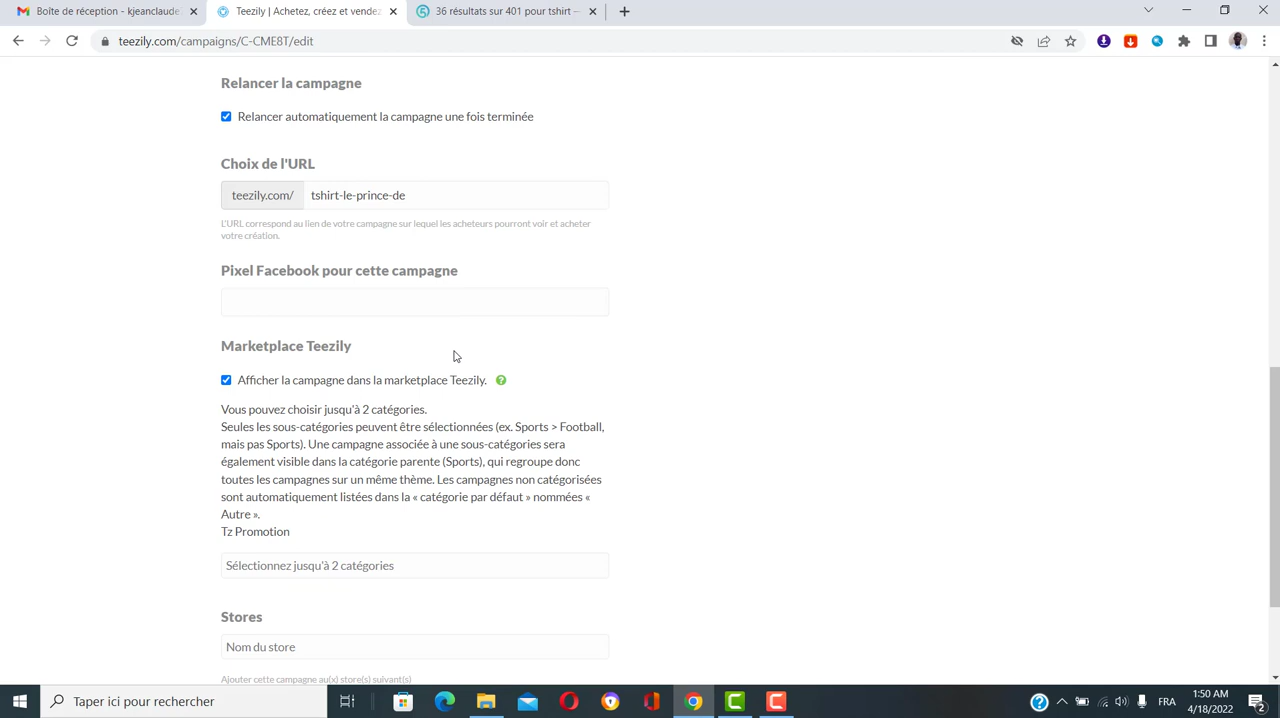 Boîte de réception - kjeanclaude
Teezily | Achetez, créez et vendez
36 résultats sur 401 pour tshirt —
teezily.com/campaigns/C-CME8T/edit
Relancer la campagne
Relancer automatiquement la campagne une fois terminée
Choix de l'URL
teezily.com/ tshirt-le-prince-de
L'URL correspond au lien de votre campagne sur lequel les acheteurs pourront voir et acheter
votre création.
Pixel Facebook pour cette campagne
Marketplace Teezily
Afficher la campagne dans la marketplace Teezily. ?
Vous pouvez choisir jusqu'à 2 catégories.
Seules les sous-catégories peuvent être sélectionnées (ex. Sports > Football,
mais pas Sports). Une campagne associée à une sous-catégories sera
également visible dans la catégorie parente (Sports), qui regroupe donc
toutes les campagnes sur un même thème. Les campagnes non catégorisées
sont automatiquement listées dans la « catégorie par défaut » nommées «
Autre ».
Tz Promotion
Sélectionnez jusqu'à 2 catégories
Stores
Nom du store
Ajouter cette campagne au(x) store(s) suivant(s)
Taper ici pour rechercher
FRA
1:50 AM
4/18/2022
2